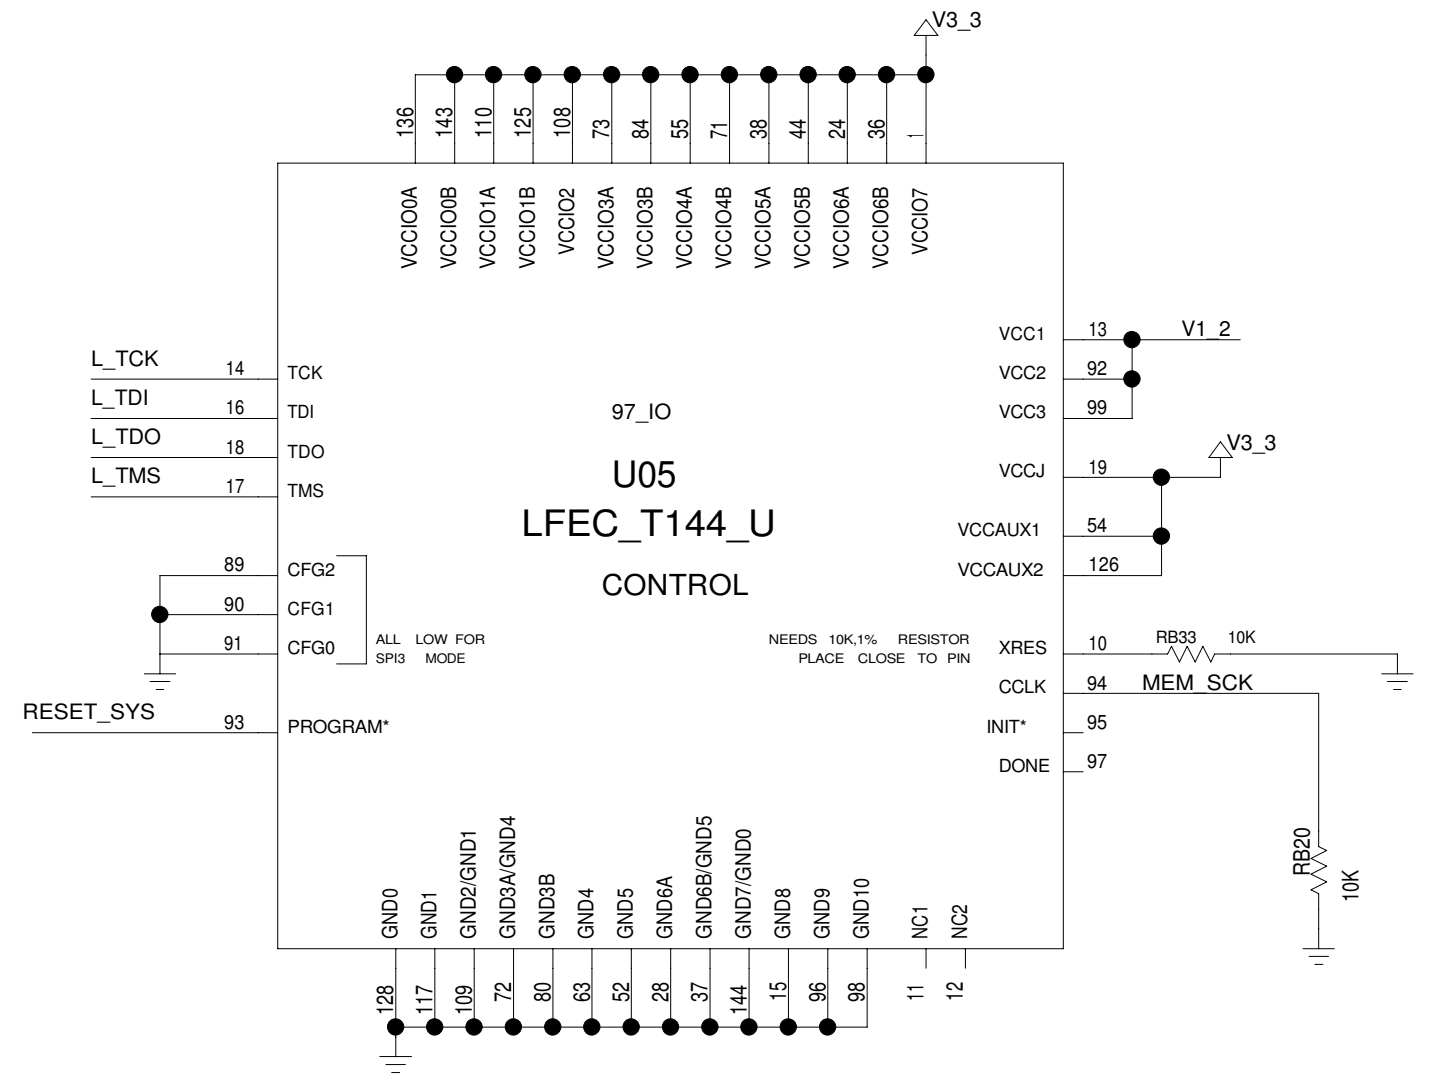 V3_3
136 143 110 125 108 73 84 55 71 38 44 24 36 1
VCCIO0A VCCIO0B VCCIO1A VCCIO1B VCCIO2 VCCIO3A VCCIO3B VCCIO4A VCCIO4B VCCIO5A VCCIO5B VCCIO6A VCCIO6B VCCIO7
VCC1 13 V1_2
L_TCK 14 TCK
VCC2 92
L_TDI 16 TDI
97_IO
VCC3 99
L_TDO 18 TDO
V3_3
U05
VCCJ 19
L_TMS 17 TMS
LFEC_T144_U
VCCAUX1 54
89 CFG2
VCCAUX2 126
CONTROL
90 CFG1
91 CFG0
ALL LOW FOR
SPI3 MODE
NEEDS 10K,1% RESISTOR
PLACE CLOSE TO PIN
XRES 10 RB33 10K
CCLK 94 MEM_SCK
RESET_SYS 93 PROGRAM*
INIT* 95
DONE 97
RB20
10K
GND0 GND1 GND2/GND1 GND3A/GND4 GND3B GND4 GND5 GND6A GND6B/GND5 GND7/GND0 GND8 GND9 GND10 NC1 NC2
128 117 109 72 80 63 52 28 37 144 15 96 98 11 12